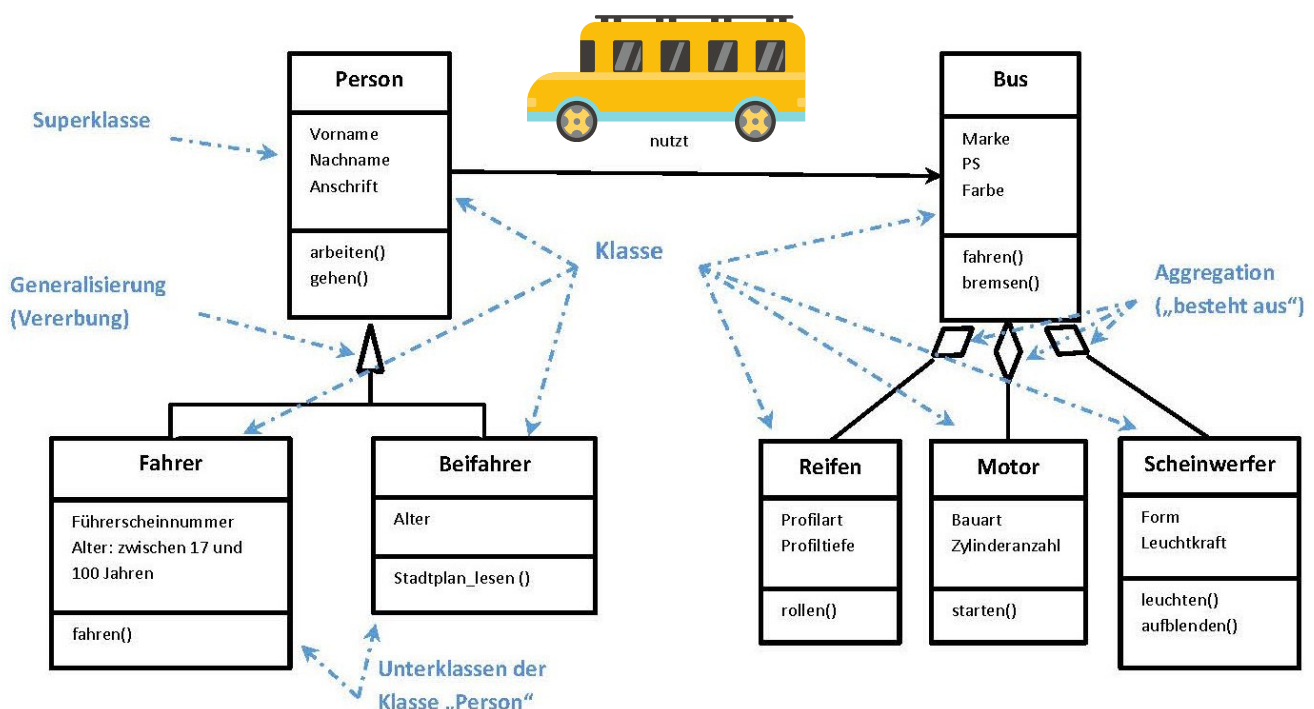 Person
Vorname
Nachname
Anschrift
arbeiten()
gehen()
nutzt
Bus
Marke
PS
Farbe
fahren()
bremsen()
Superklasse
Generalisierung
(Vererbung)
Klasse
Aggregation
(„besteht aus“)
Fahrer
Führerscheinnummer
Alter: zwischen 17 und
100 Jahren
fahren()
Beifahrer
Alter
Stadtplan_lesen ()
Unterklassen der
Klasse „Person“
Reifen
Profilart
Profiltiefe
rollen()
Motor
Bauart
Zylinderanzahl
starten()
Scheinwerfer
Form
Leuchtkraft
leuchten()
aufblenden()